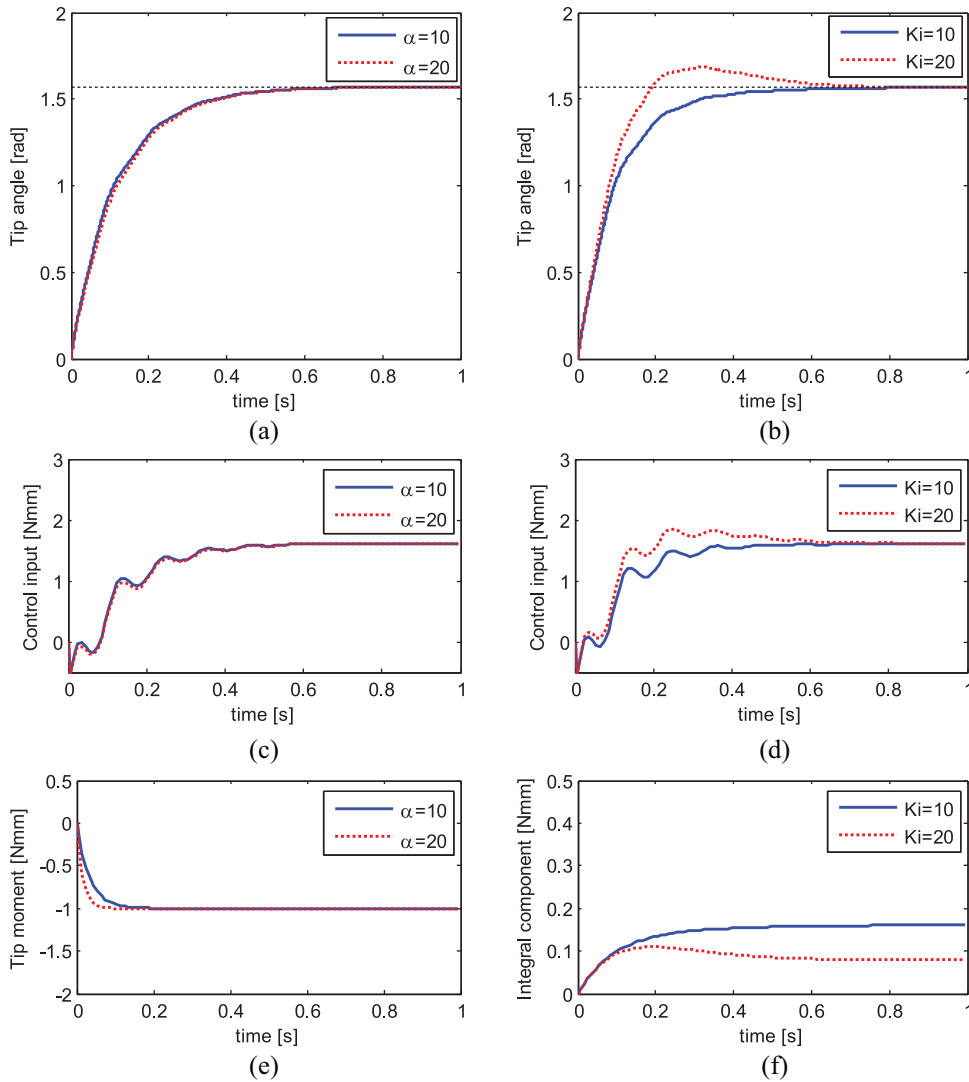 2
1.5
1
0.5
0
Tip angle [rad]
0
0.2
0.4
0.6
0.8
1
time [s]
α=10
α=20
(a)
2
1.5
1
0.5
0
Tip angle [rad]
0
0.2
0.4
0.6
0.8
1
time [s]
Ki=10
Ki=20
(b)
3
2
1
0
Control input [Nmm]
0
0.2
0.4
0.6
0.8
1
time [s]
α=10
α=20
(c)
3
2
1
0
Control input [Nmm]
0
0.2
0.4
0.6
0.8
1
time [s]
Ki=10
Ki=20
(d)
0.5
0
-0.5
-1
-1.5
-2
Tip moment [Nmm]
0
0.2
0.4
0.6
0.8
1
time [s]
α=10
α=20
(e)
0.5
0.4
0.3
0.2
0.1
0
Integral component [Nmm]
0
0.2
0.4
0.6
0.8
1
time [s]
Ki=10
Ki=20
(f)